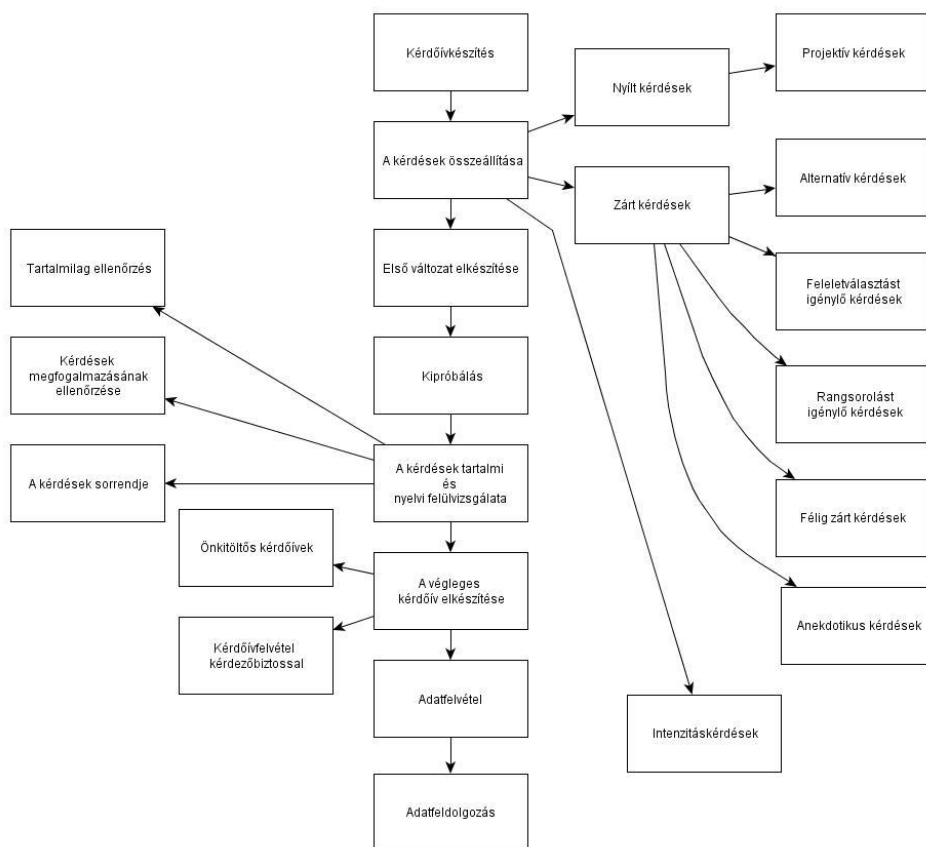 Kérdőívkészítés
A kérdések összeállítása
Első változat elkészítése
Kipróbálás
A kérdések tartalmi
és
nyelvi felülvizsgálata
A végleges
kérdőív elkészítése
Adatfelvétel
Adatfeldolgozás
Nyílt kérdések
Projektív kérdések
Zárt kérdések
Alternatív kérdések
Feleletválasztást
igénylő kérdések
Rangsorolást
igénylő kérdések
Félig zárt kérdések
Anekdotikus kérdések
Intenzitáskérdések
Tartalmilag ellenőrzés
Kérdések
megfogalmazásának
ellenőrzése
A kérdések sorrendje
Önkitöltős kérdőívek
Kérdőívfelvétel
kérdezőbiztossal